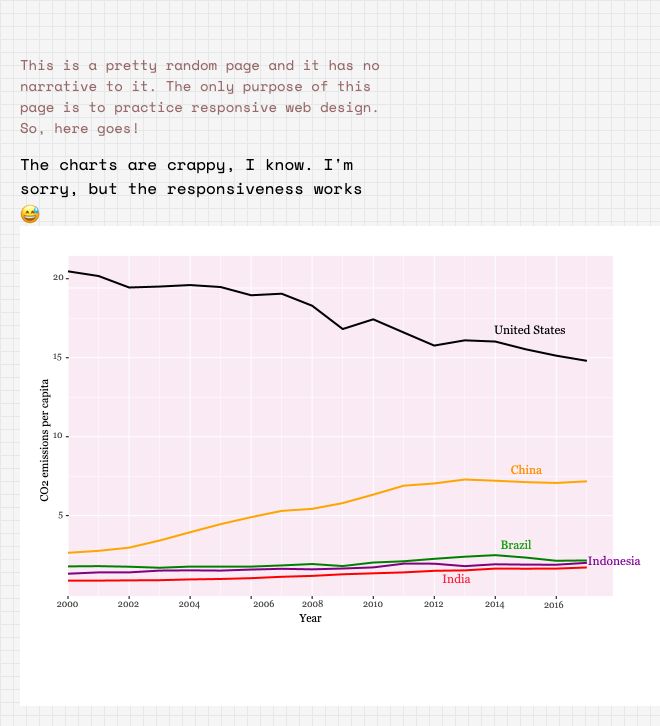 This is a pretty random page and it has no
narrative to it. The only purpose of this
page is to practice responsive web design.
So, here goes!
The charts are crappy, I know. I'm
sorry, but the responsiveness works
😅
20
15
10
5
CO2 emissions per capita
United States
China
Brazil
Indonesia
India
2000 2002 2004 2006 2008 2010 2012 2014 2016
Year